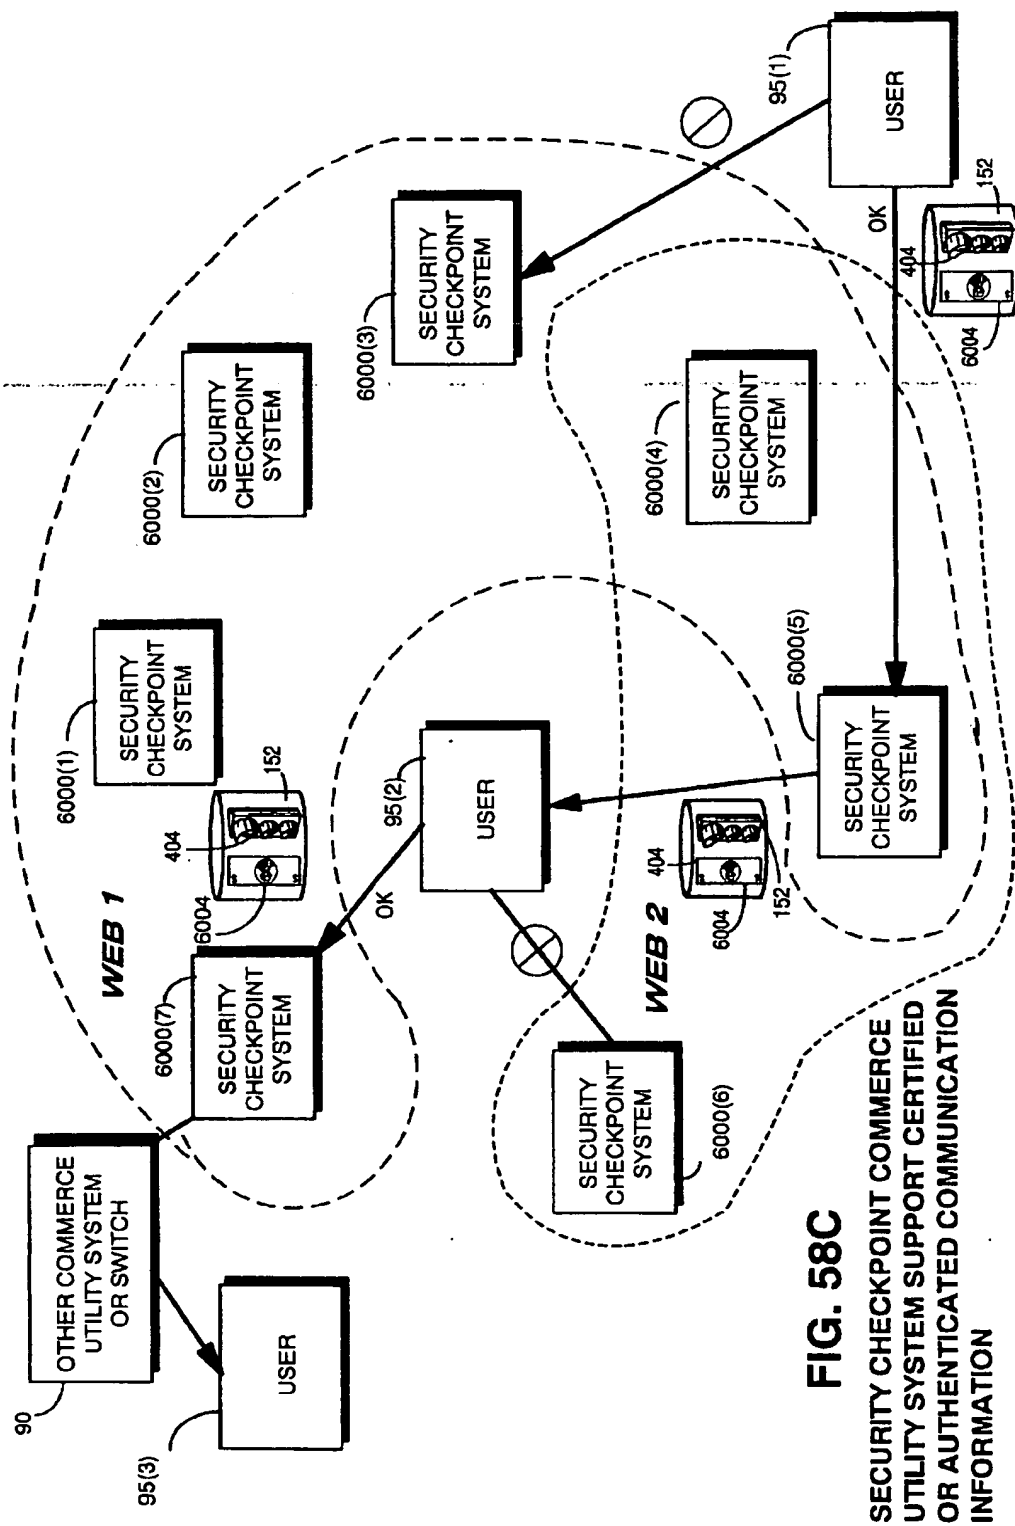 90
OTHER COMMERCE
UTILITY SYSTEM
OR SWITCH
95(3)
USER
WEB 1
6000(7)
SECURITY
CHECKPOINT
SYSTEM
6004
404
152
6000(1)
SECURITY
CHECKPOINT
SYSTEM
6000(2)
SECURITY
CHECKPOINT
SYSTEM
6000(3)
SECURITY
CHECKPOINT
SYSTEM
OK
95(2)
USER
95(1)
USER
OK
404
152
6004
6000(4)
SECURITY
CHECKPOINT
SYSTEM
6000(5)
SECURITY
CHECKPOINT
SYSTEM
WEB 2
404
6004
152
SECURITY
CHECKPOINT
SYSTEM
6000(6)
FIG. 58C
SECURITY CHECKPOINT COMMERCE
UTILITY SYSTEM SUPPORT CERTIFIED
OR AUTHENTICATED COMMUNICATION
INFORMATION